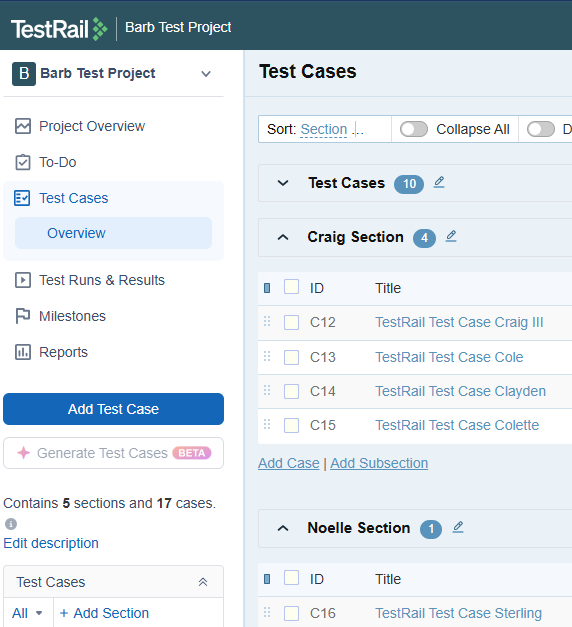 TestRail Barb Test Project
B Barb Test Project
Project Overview
To-Do
Test Cases
Overview
Test Runs & Results
Milestones
Reports
Add Test Case
Generate Test Cases BETA
Contains 5 sections and 17 cases.
Edit description
Test Cases
All + Add Section
Test Cases
Sort: Section ... Collapse All D
Test Cases 10
Craig Section 4
ID Title
C12 TestRail Test Case Craig III
C13 TestRail Test Case Cole
C14 TestRail Test Case Clayden
C15 TestRail Test Case Colette
Add Case | Add Subsection
Noelle Section 1
ID Title
C16 TestRail Test Case Sterling